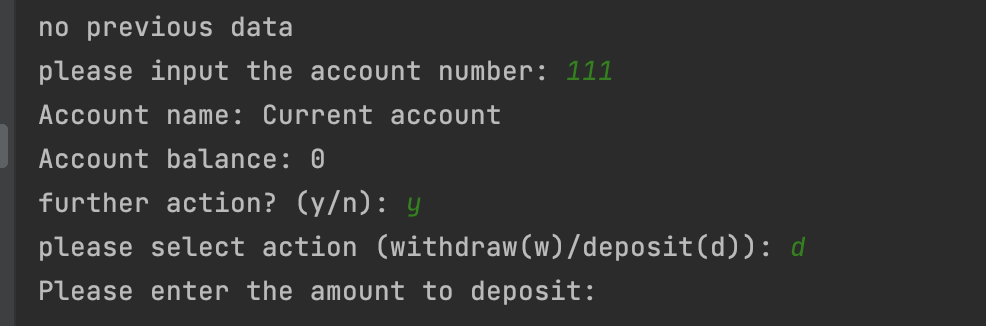 no previous data
please input the account number: 111
Account name: Current account
Account balance: 0
further action? (y/n): y
please select action (withdraw(w)/deposit(d)): d
Please enter the amount to deposit: